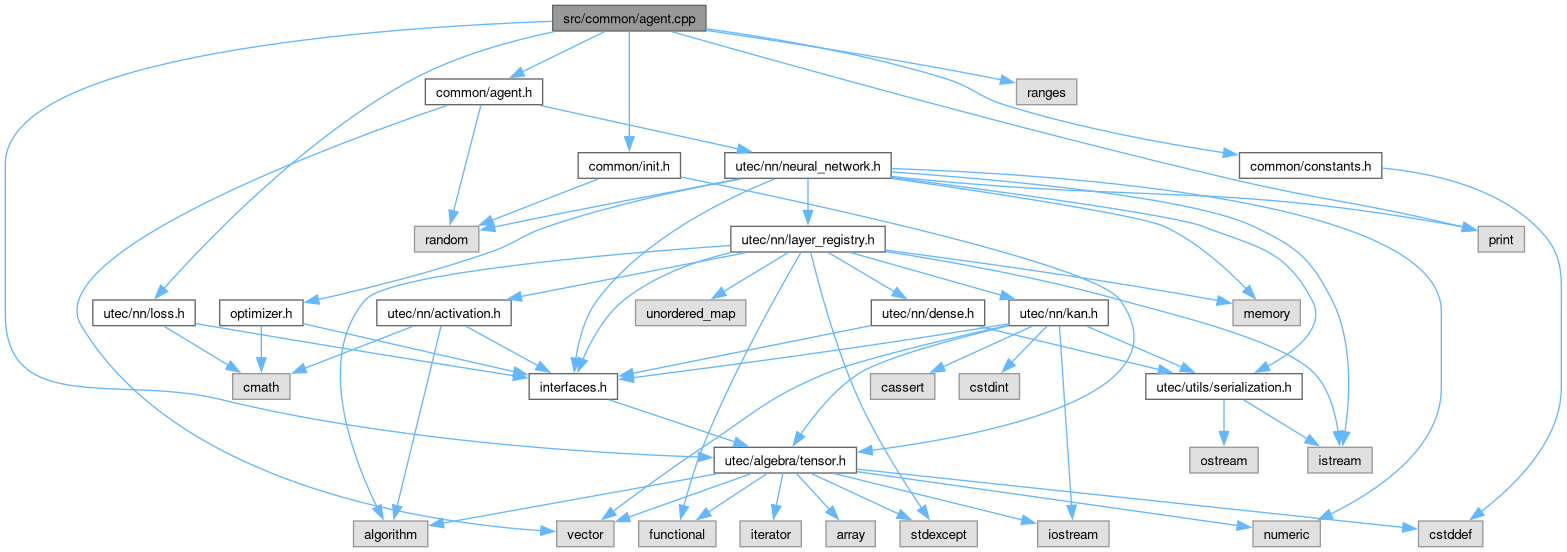 src/common/agent.cpp
common/agent.h
ranges
common/init.h
utec/nn/neural_network.h
common/constants.h
random
utec/nn/layer_registry.h
print
utec/nn/loss.h
optimizer.h
utec/nn/activation.h
unordered_map
utec/nn/dense.h
utec/nn/kan.h
memory
cmath
interfaces.h
cassert
cstdint
utec/utils/serialization.h
utec/algebra/tensor.h
ostream
istream
algorithm
vector
functional
iterator
array
stdexcept
iostream
numeric
cstddef